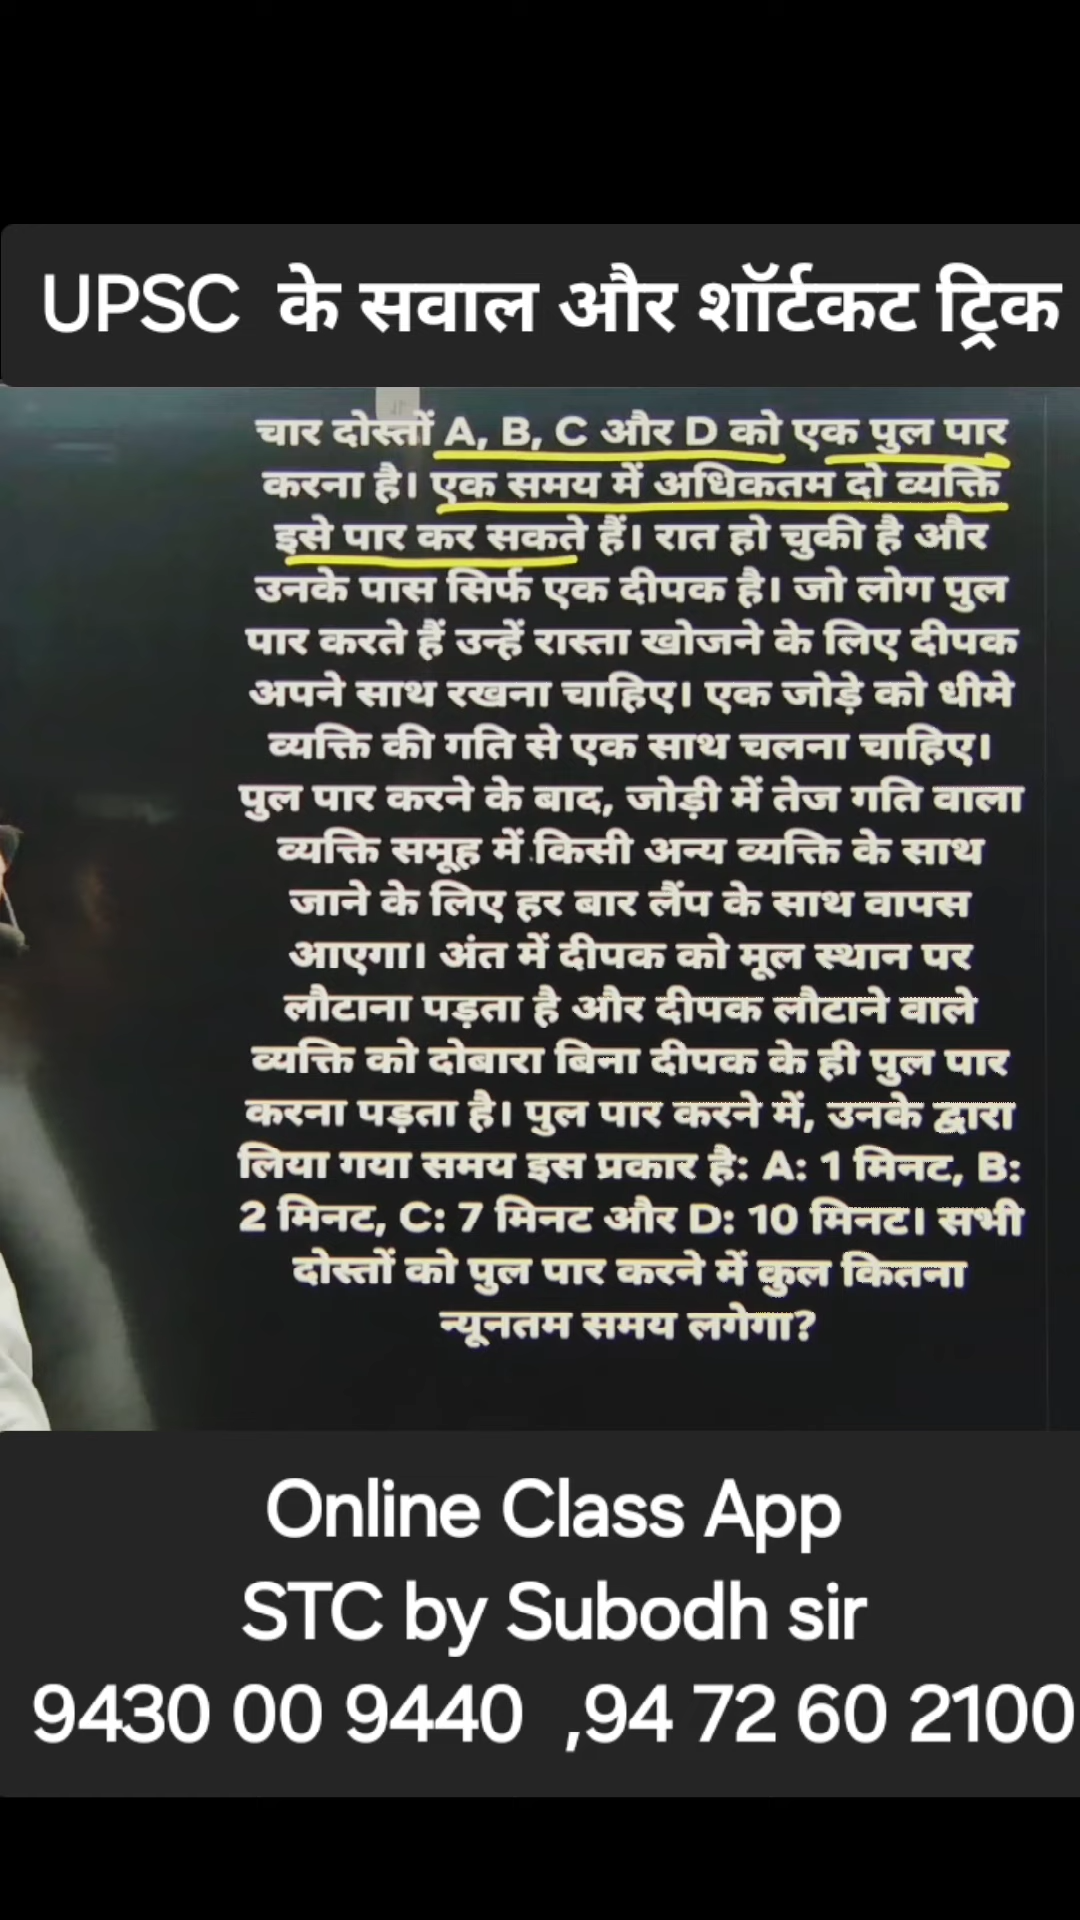 UPSC के सवाल और शॉर्टकट ट्रिक
चार दोस्तों A, B, C और D को एक पुल पार
करना है। एक समय में अधिकतम दो व्यक्ति
इसे पार कर सकते हैं। रात हो चुकी है और
उनके पास सिर्फ एक दीपक है। जो लोग पुल
पार करते हैं उन्हें रास्ता खोजने के लिए दीपक
अपने साथ रखना चाहिए। एक जोड़े को धीमे
व्यक्ति की गति से एक साथ चलना चाहिए।
पुल पार करने के बाद, जोड़ी में तेज गति वाला
व्यक्ति समूह में किसी अन्य व्यक्ति के साथ
जाने के लिए हर बार लैंप के साथ वापस
आएगा। अंत में दीपक को मूल स्थान पर
लौटाना पड़ता है और दीपक लौटाने वाले
व्यक्ति को दोबारा बिना दीपक के ही पुल पार
करना पड़ता है। पुल पार करने में, उनके द्वारा
लिया गया समय इस प्रकार है: A: 1 मिनट, B:
2 मिनट, C: 7 मिनट और D: 10 मिनट। सभी
दोस्तों को पुल पार करने में कुल कितना
न्यूनतम समय लगेगा?
Online Class App
STC by Subodh sir
9430 00 9440 ,94 72 60 2100